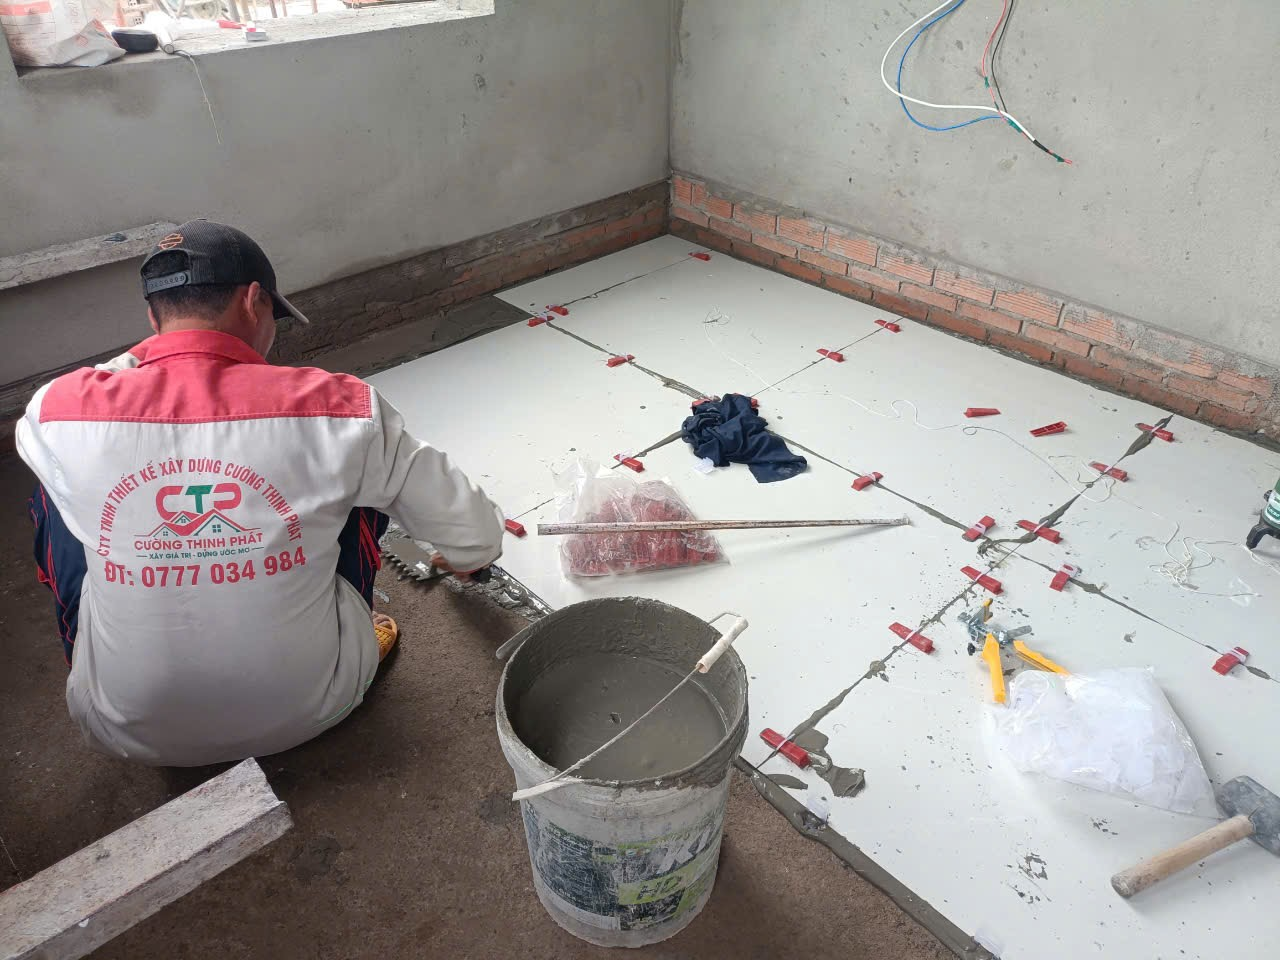 CTY TNHH THIẾT KẾ XÂY DỰNG CƯỜNG THỊNH PHÁT
CTP
CƯỜNG THỊNH PHÁT
XÂY GIÁ TRỊ - DỰNG ƯỚC MƠ
ĐT: 0777 034 984
HD